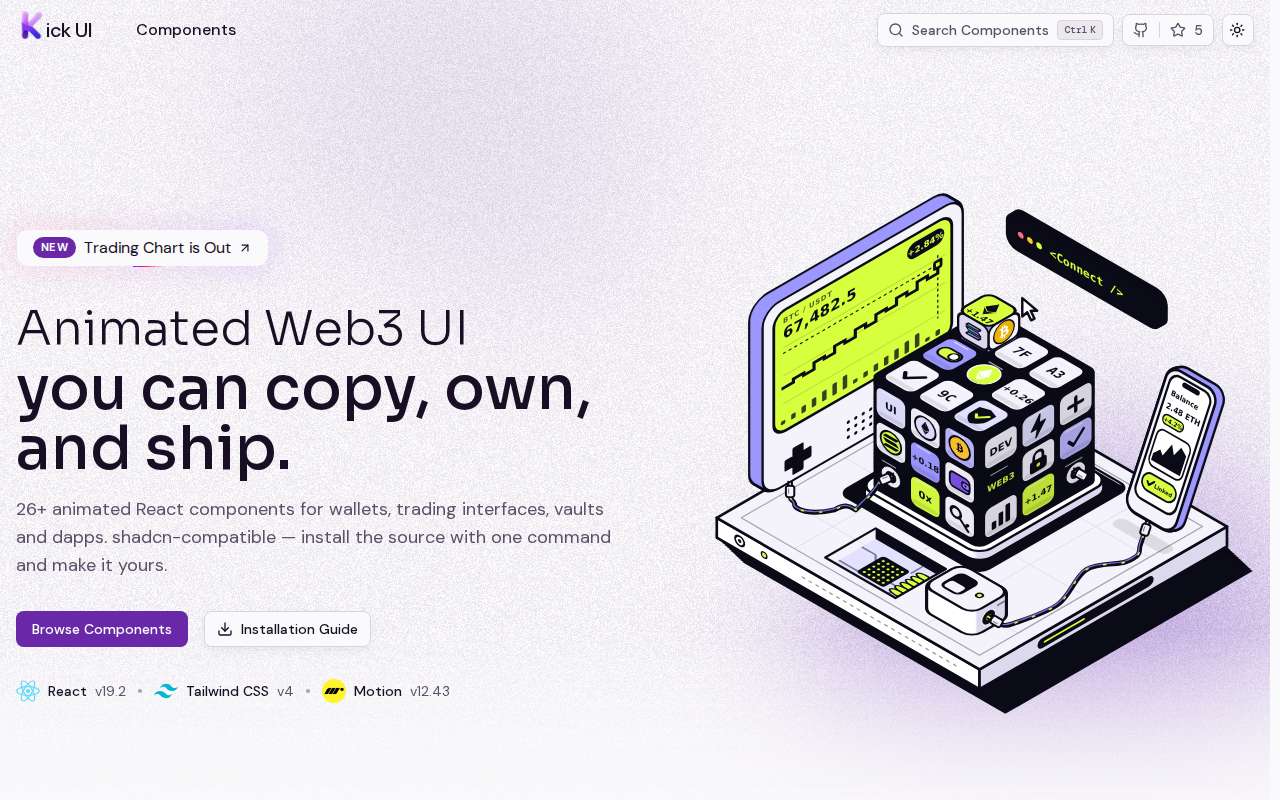 Kick UI
Components
Search Components
Ctrl K
5
NEW
Trading Chart is Out
Animated Web3 UI
you can copy, own,
and ship.
26+ animated React components for wallets, trading interfaces, vaults
and dapps. shadcn-compatible — install the source with one command
and make it yours.
Browse Components
Installation Guide
React v19.2 • Tailwind CSS v4 • Motion v12.43
BTC / USDT
67,482.5
+2.84%
<Connect />
+1.47
7F
A3
9C
+0.26
UI
DEV
+0.18
WEB3
0x
+1.47
Balance
2.48 ETH
+4.2%
Linked